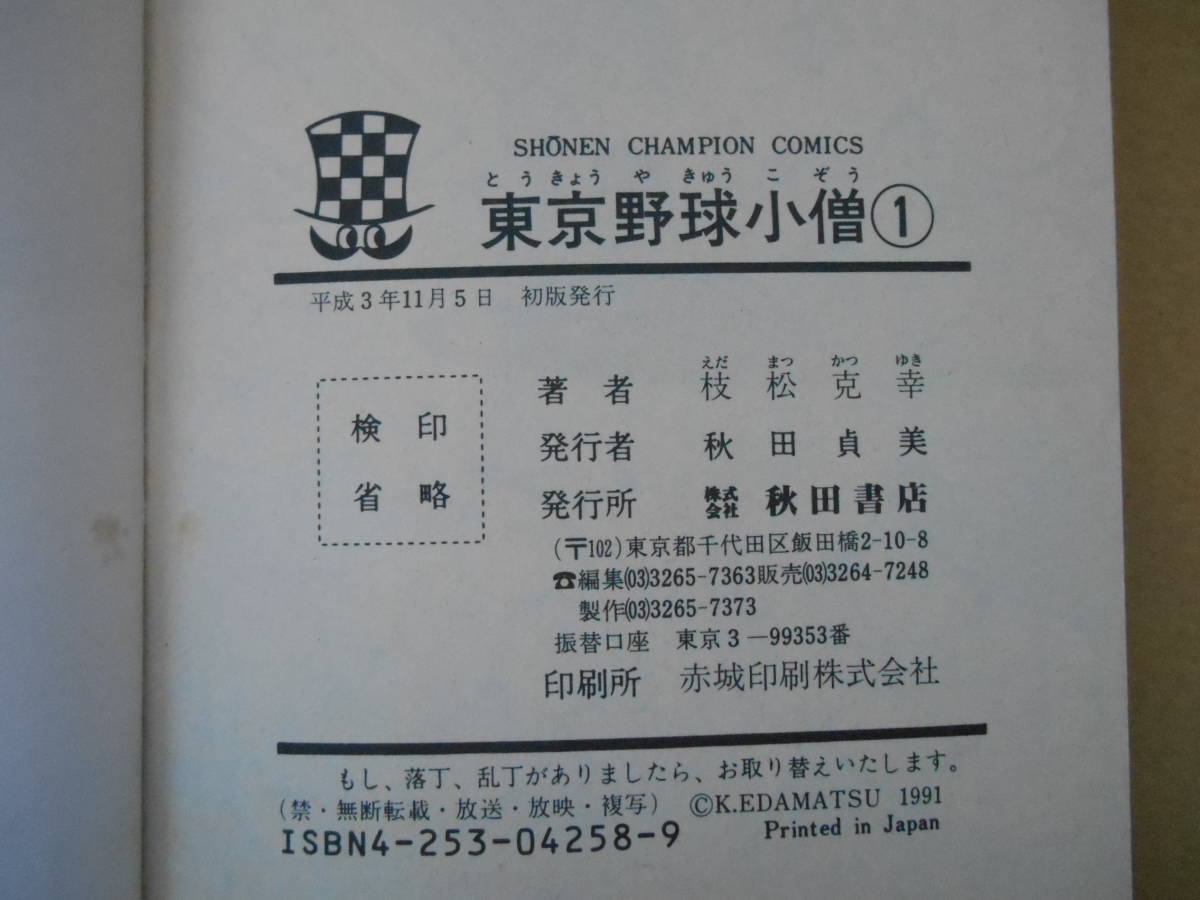 SHŌNEN CHAMPION COMICS
とうきょうやきゅうこぞう
東京野球小僧①
平成3年11月5日 初版発行
検印
省略
えだ まつ かつ ゆき
著者 枝松克幸
発行者 秋田貞美
発行所 株式会社 秋田書店
(〒102)東京都千代田区飯田橋2-10-8
☎編集(03)3265-7363販売(03)3264-7248
製作(03)3265-7373
振替口座 東京3―99353番
印刷所 赤城印刷株式会社
もし、落丁、乱丁がありましたら、お取り替えいたします。
(禁・無断転載・放送・放映・複写) ©K.EDAMATSU 1991
ISBN4-253-04258-9 Printed in Japan